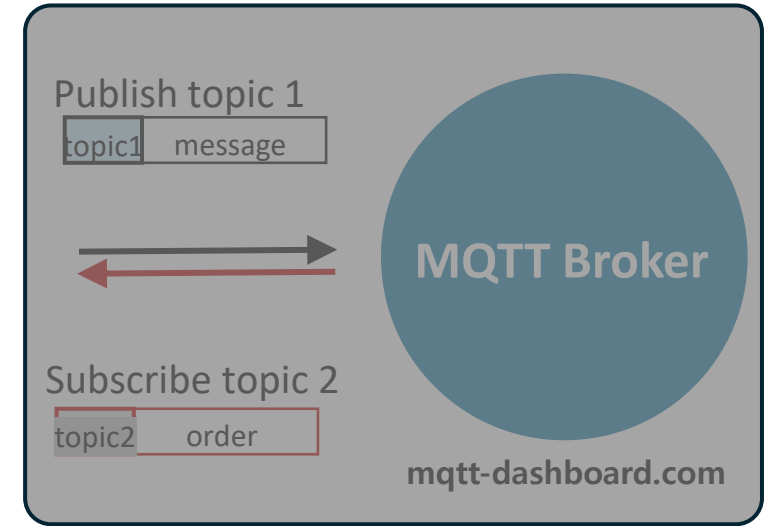 Publish topic 1
topic1 message
MQTT Broker
Subscribe topic 2
topic2 order
mqtt-dashboard.com